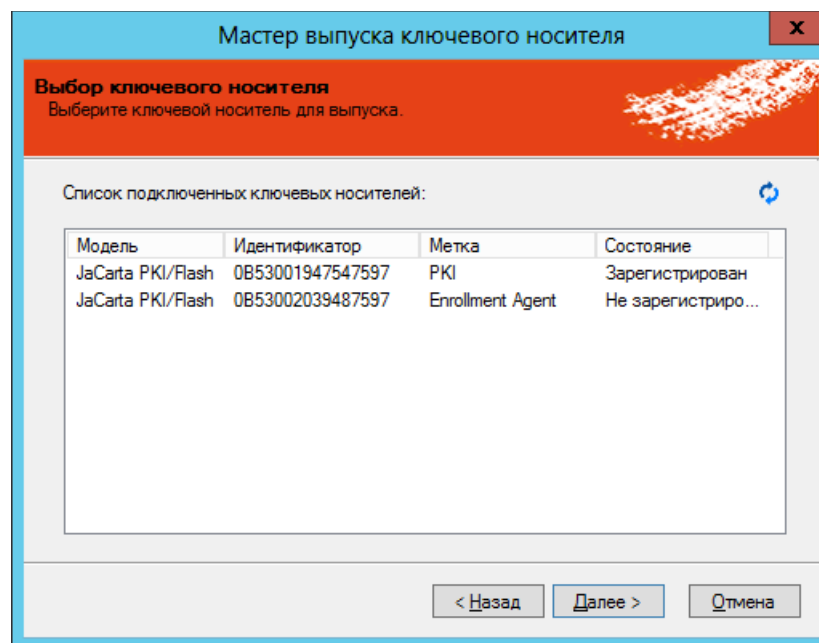 Мастер выпуска ключевого носителя
x
Выбор ключевого носителя
Выберите ключевой носитель для выпуска.
Список подключенных ключевых носителей:
Модель Идентификатор Метка Состояние
JaCarta PKI/Flash 0B53001947547597 PKI Зарегистрирован
JaCarta PKI/Flash 0B53002039487597 Enrollment Agent Не зарегистриро...
< Назад Далее > Отмена